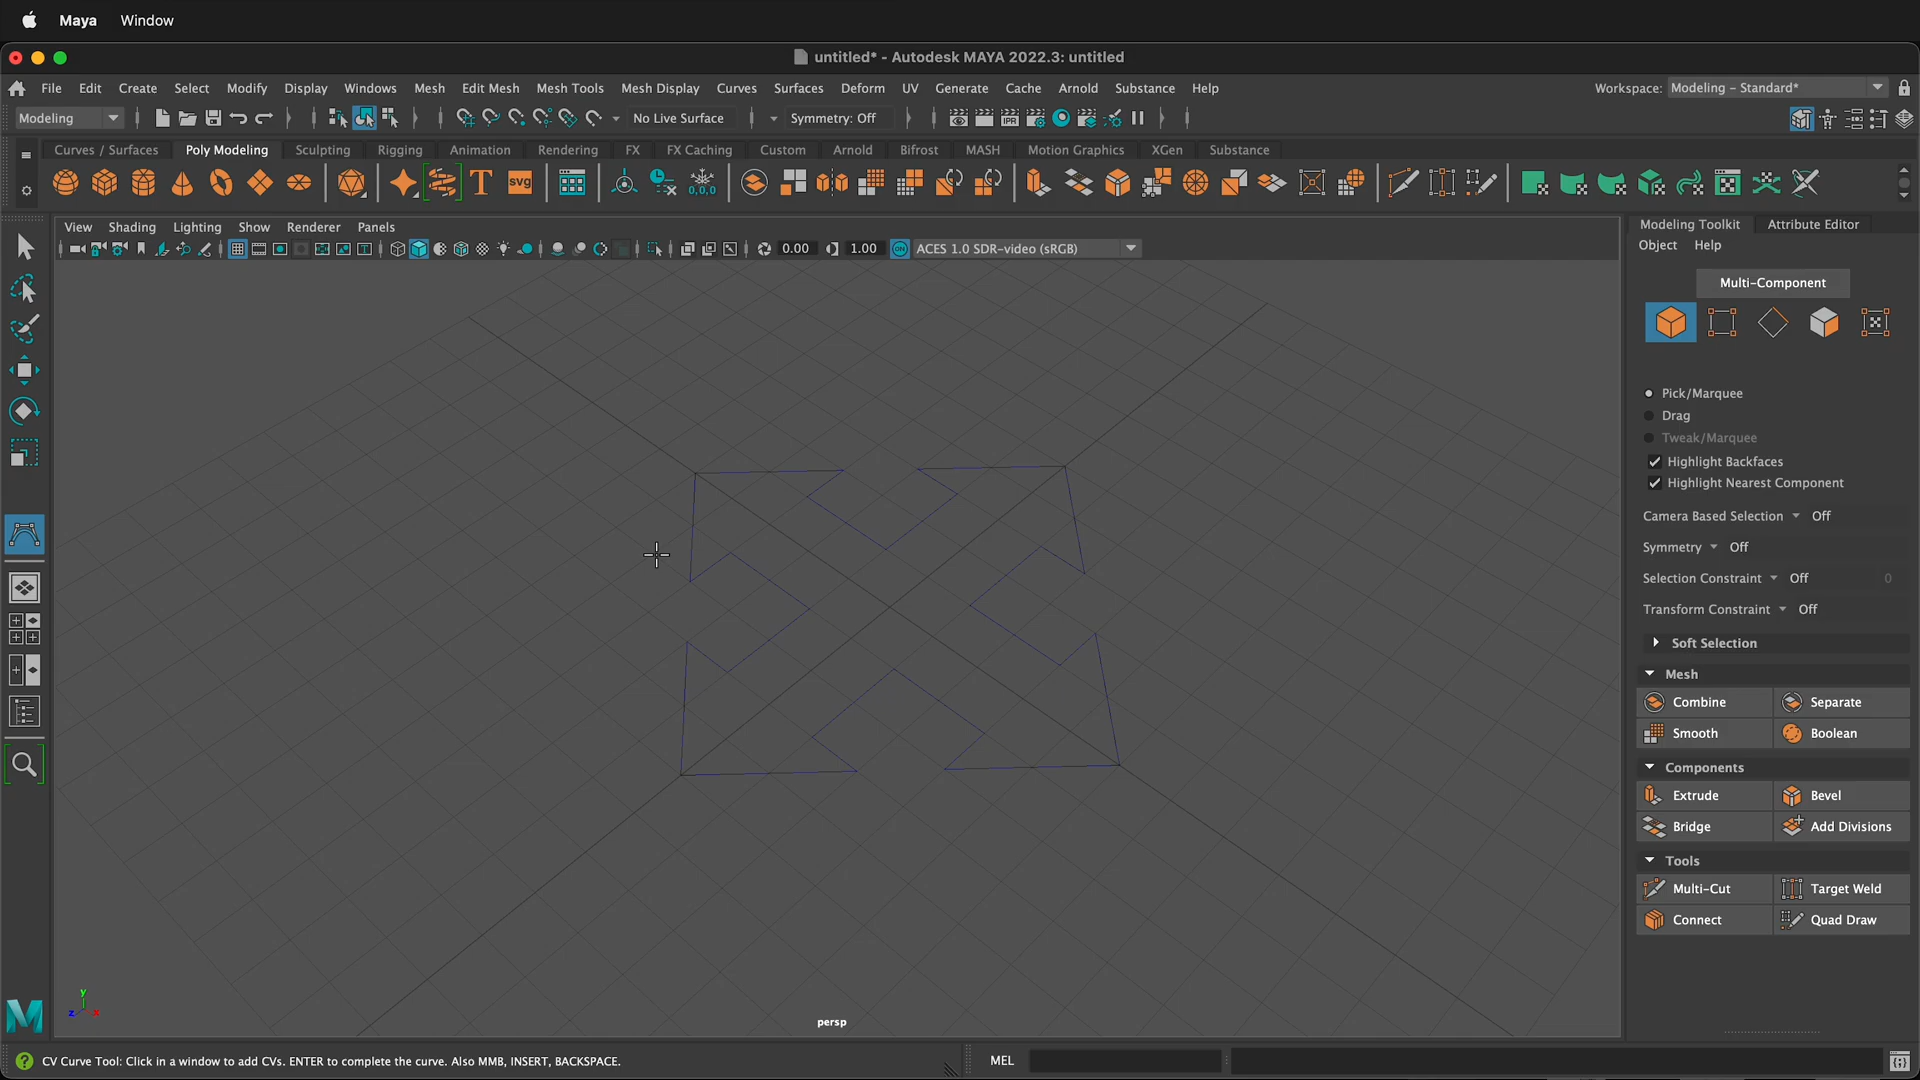 Maya Window
untitled* - Autodesk MAYA 2022.3: untitled
File Edit Create Select Modify Display Windows Mesh Edit Mesh Mesh Tools Mesh Display Curves Surfaces Deform UV Generate Cache Arnold Substance Help Workspace: Modeling - Standard*
Modeling No Live Surface Symmetry: Off IPR
Curves / Surfaces Poly Modeling Sculpting Rigging Animation Rendering FX FX Caching Custom Arnold Bifrost MASH Motion Graphics XGen Substance
T svg 0,0,0
View Shading Lighting Show Renderer Panels
0.00 1.00 ON ACES 1.0 SDR-video (sRGB)
Modeling Toolkit Attribute Editor
Object Help
Multi-Component
Pick/Marquee
Drag
Tweak/Marquee
Highlight Backfaces
Highlight Nearest Component
Camera Based Selection Off
Symmetry Off
Selection Constraint Off 0
Transform Constraint Off
Soft Selection
Mesh
Combine Separate
Smooth Boolean
Components
Extrude Bevel
Bridge Add Divisions
Tools
Multi-Cut Target Weld
Connect Quad Draw
y
z x
persp
M
CV Curve Tool: Click in a window to add CVs. ENTER to complete the curve. Also MMB, INSERT, BACKSPACE. MEL